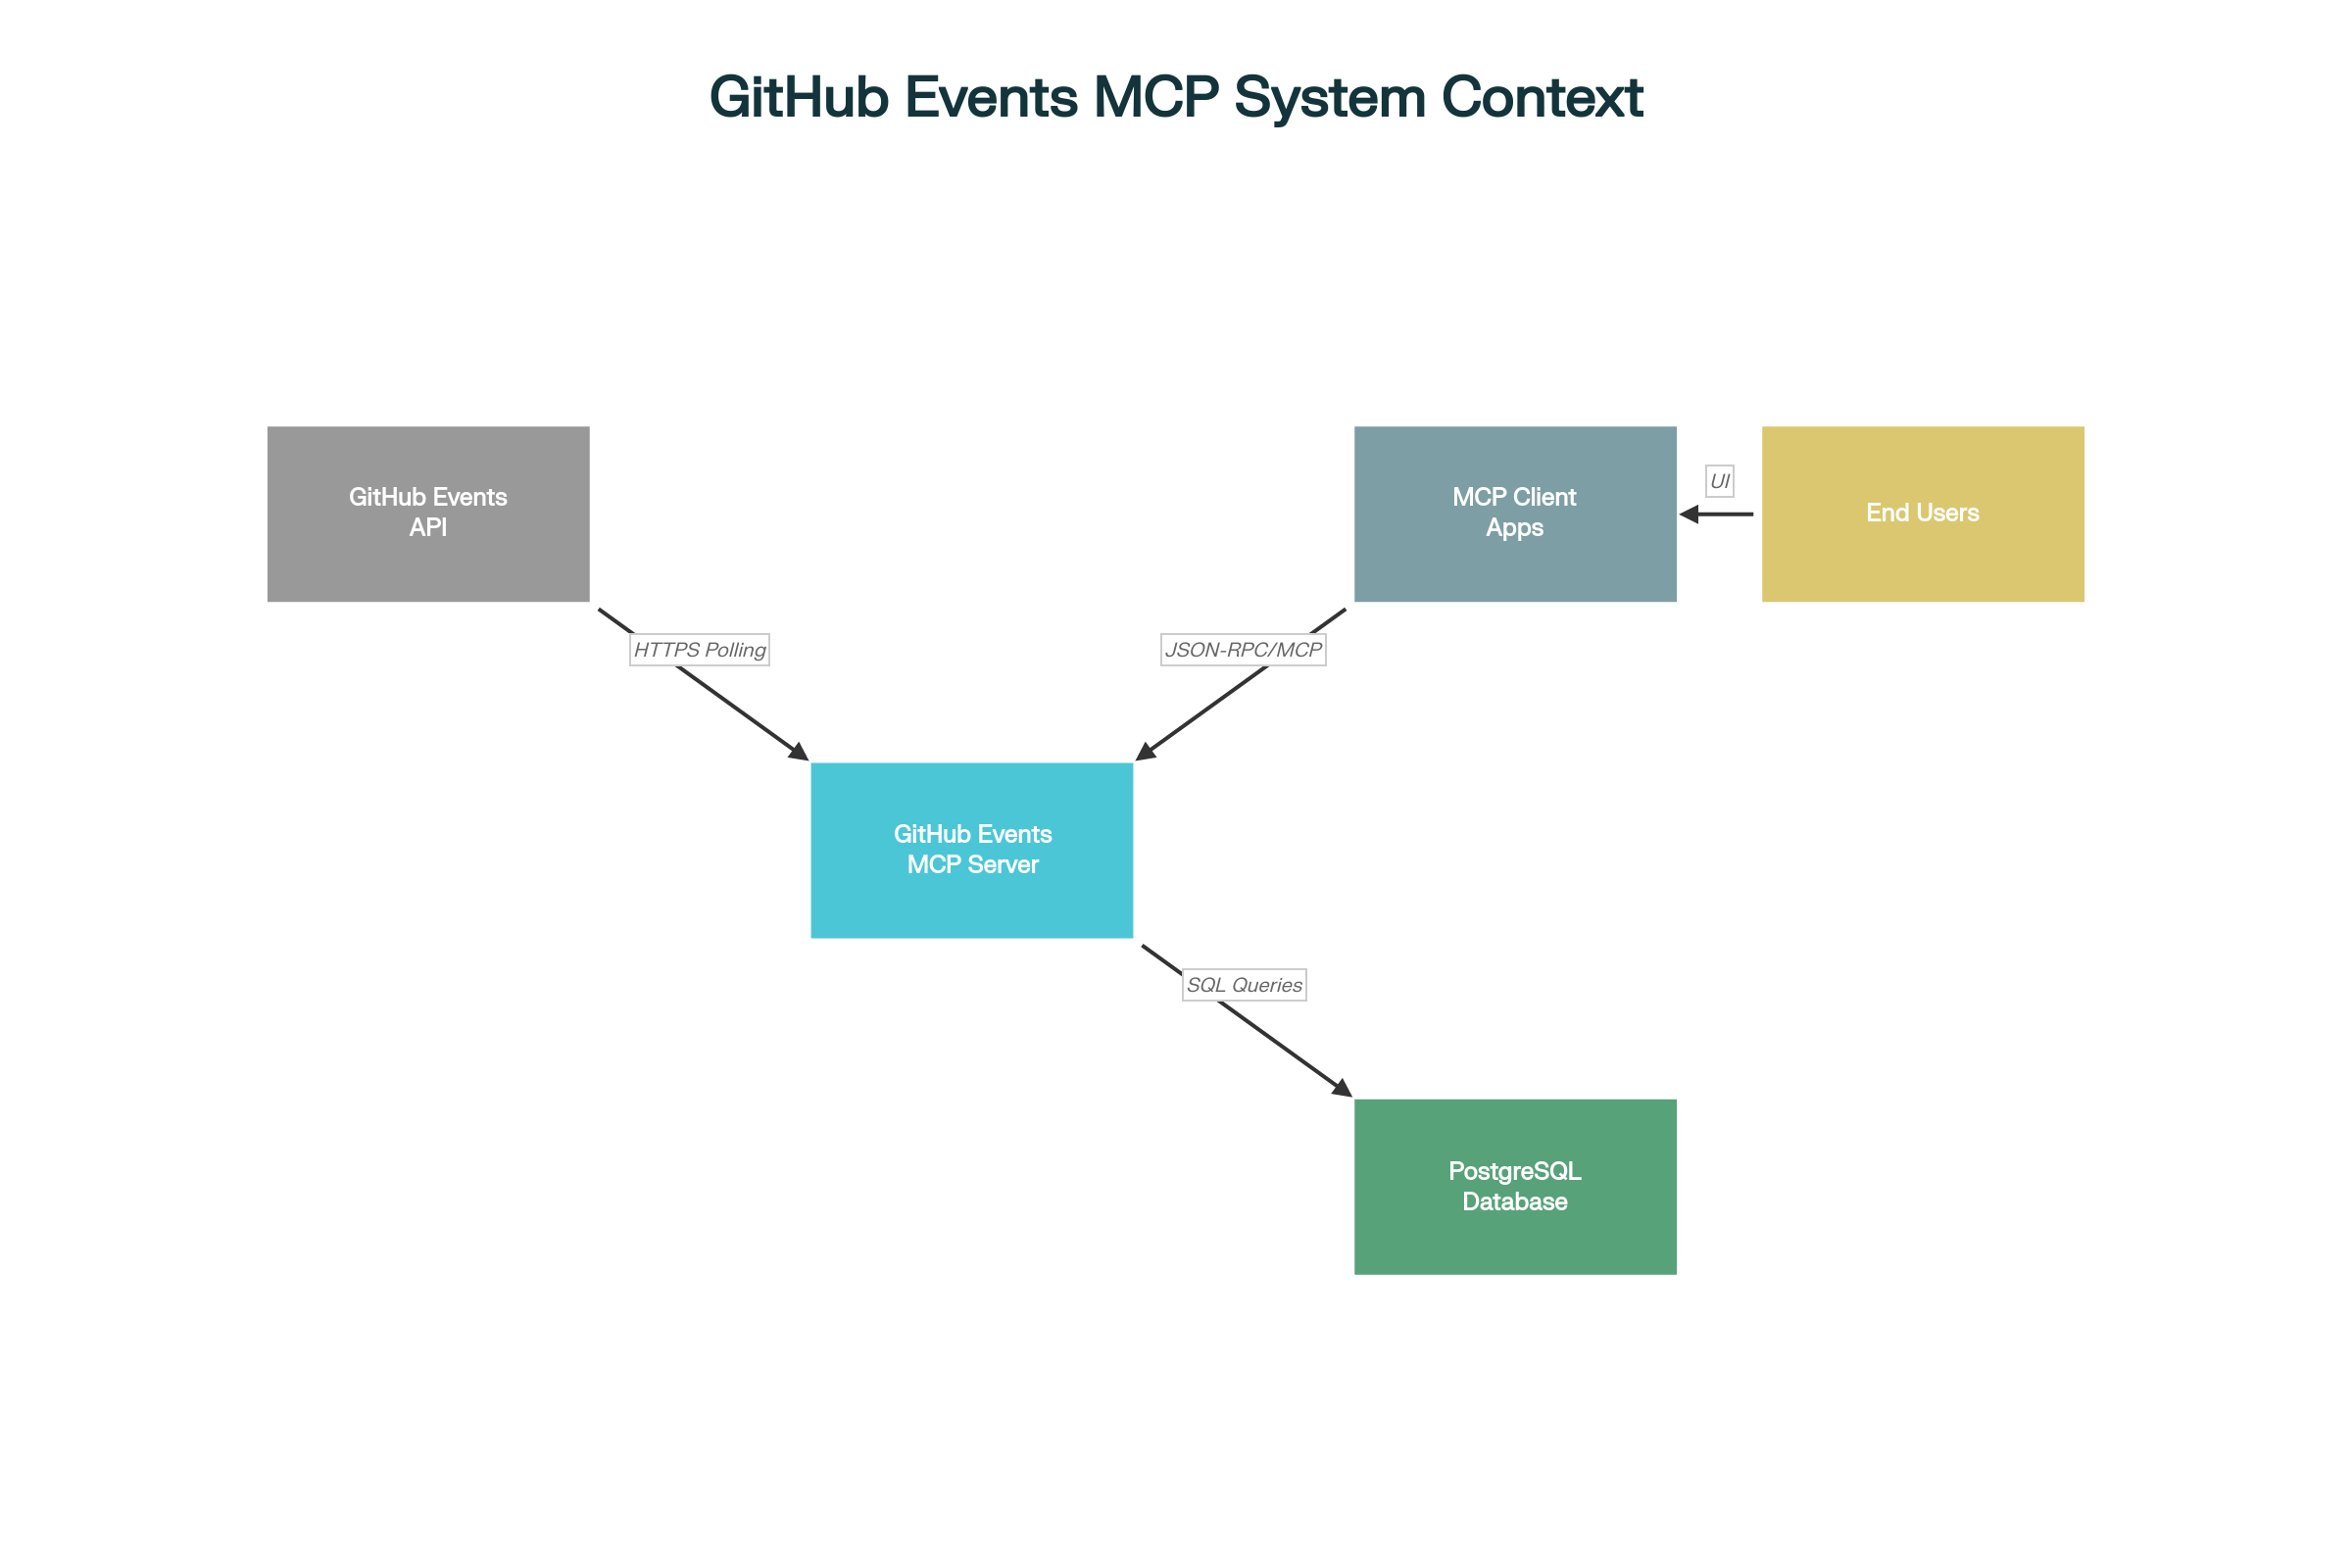 GitHub Events MCP System Context
GitHub Events
API
MCP Client
Apps
UI
End Users
HTTPS Polling
JSON-RPC/MCP
GitHub Events
MCP Server
SQL Queries
PostgreSQL
Database